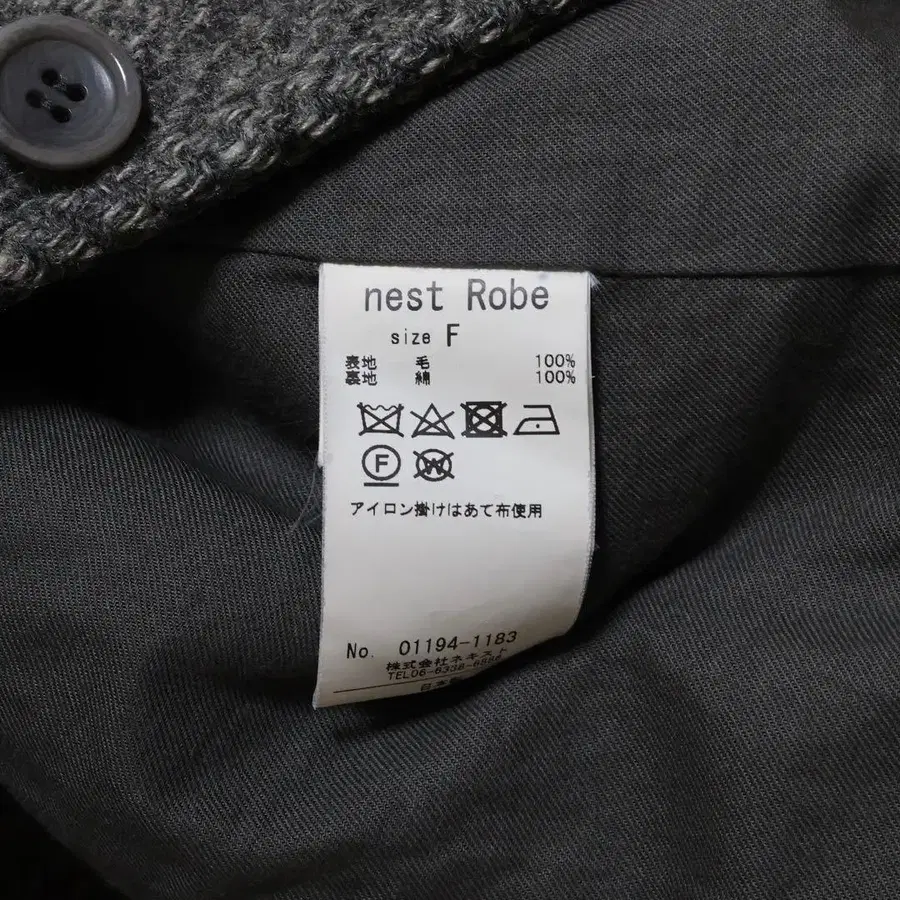 nest Robe
size F
表地 毛 100%
裏地 綿 100%
F W
アイロン掛けはあて布使用
No. 01194-1183
株式会社ネキスト